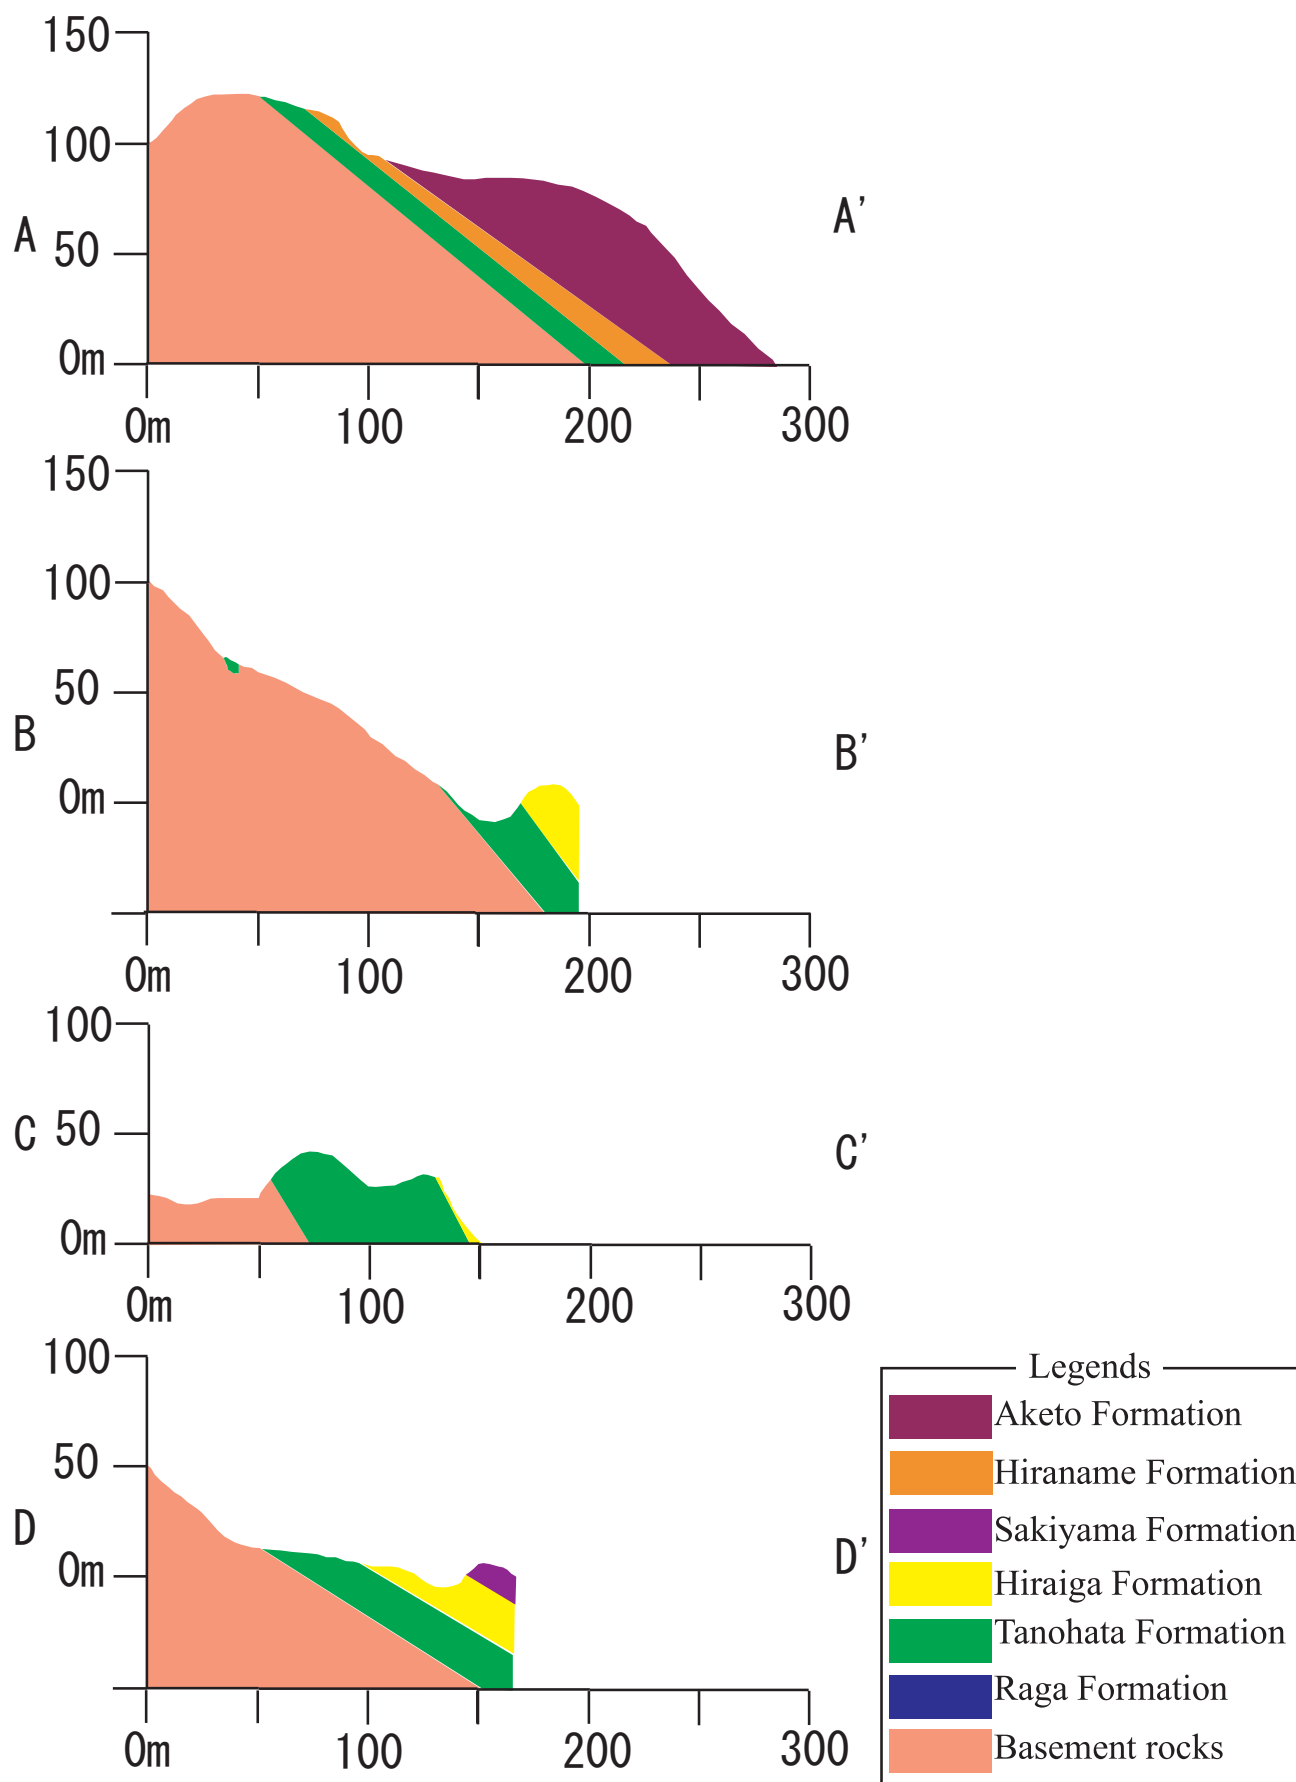 150
100
A
A'
50
0m
0m
100
200
300
150
100
50
B
B'
0m
0m
100
200
300
100
C
50
C'
0m
0m
100
200
300
100
50
D
D'
0m
0m
100
200
300
Legends
Aketo Formation
Hiraname Formation
Sakiyama Formation
Hiraiga Formation
Tanohata Formation
Raga Formation
Basement rocks